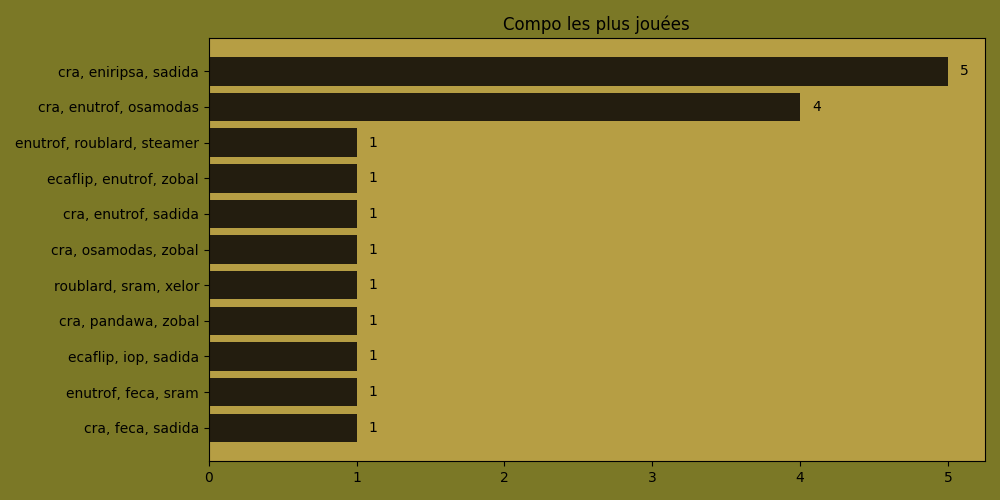 Compo les plus jouées
cra, eniripsa, sadida 5
cra, enutrof, osamodas 4
enutrof, roublard, steamer 1
ecaflip, enutrof, zobal 1
cra, enutrof, sadida 1
cra, osamodas, zobal 1
roublard, sram, xelor 1
cra, pandawa, zobal 1
ecaflip, iop, sadida 1
enutrof, feca, sram 1
cra, feca, sadida 1
0 1 2 3 4 5